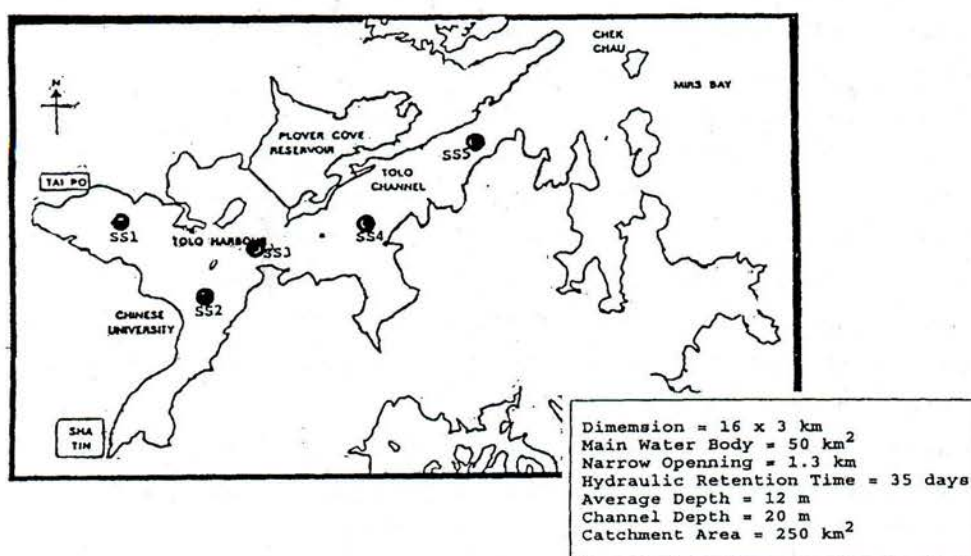 CHEK
CHAU
MIRS BAY
N
PLOVER COVE
RESERVOIR
SS5
TOLO
CHANNEL
TAI PO
SS1
TOLO HARBOUR
SS3
SS4
SS2
CHINESE
UNIVERSITY
SHA
TIN
Dimemsion = 16 x 3 km
Main Water Body = 50 km²
Narrow Openning = 1.3 km
Hydraulic Retention Time = 35 days
Average Depth = 12 m
Channel Depth = 20 m
Catchment Area = 250 km²